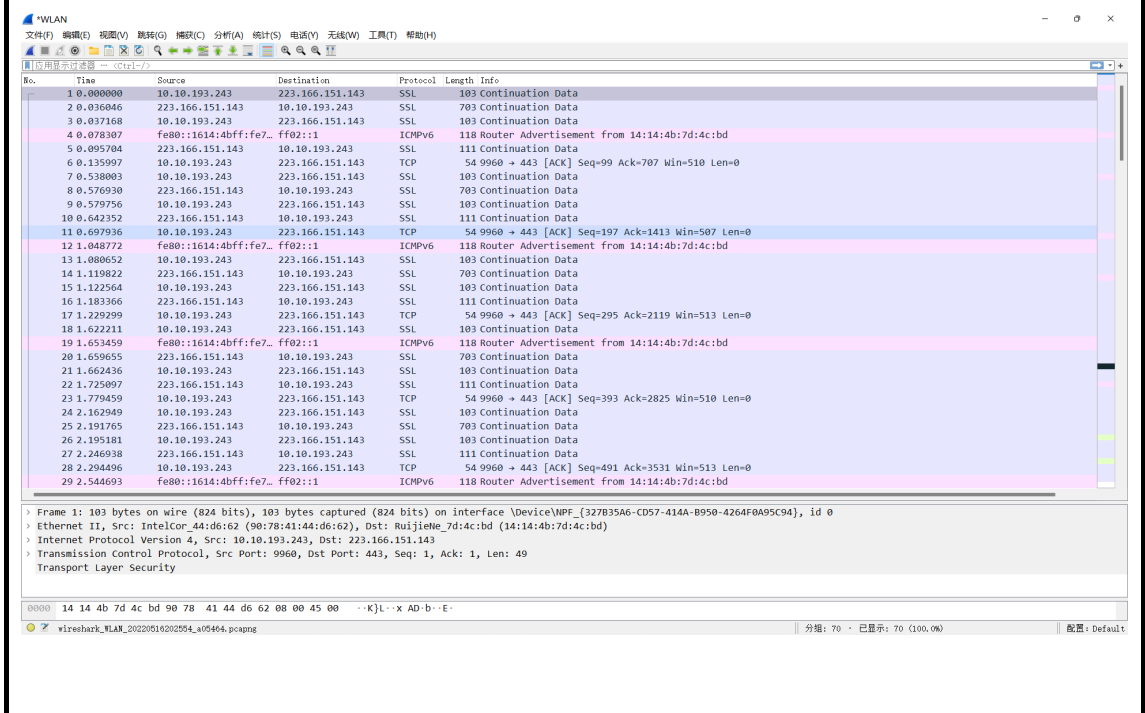 *WLAN
文件(F) 编辑(E) 视图(V) 跳转(G) 捕获(C) 分析(A) 统计(S) 电话(Y) 无线(W) 工具(T) 帮助(H)
应用显示过滤器 … <Ctrl-/>
No. Time Source Destination Protocol Length Info
1 0.000000 10.10.193.243 223.166.151.143 SSL 103 Continuation Data
2 0.036046 223.166.151.143 10.10.193.243 SSL 703 Continuation Data
3 0.037168 10.10.193.243 223.166.151.143 SSL 103 Continuation Data
4 0.078307 fe80::1614:4bff:fe7… ff02::1 ICMPv6 118 Router Advertisement from 14:14:4b:7d:4c:bd
5 0.095704 223.166.151.143 10.10.193.243 SSL 111 Continuation Data
6 0.135997 10.10.193.243 223.166.151.143 TCP 54 9960 → 443 [ACK] Seq=99 Ack=707 Win=510 Len=0
7 0.538003 10.10.193.243 223.166.151.143 SSL 103 Continuation Data
8 0.576930 223.166.151.143 10.10.193.243 SSL 703 Continuation Data
9 0.579756 10.10.193.243 223.166.151.143 SSL 103 Continuation Data
10 0.642352 223.166.151.143 10.10.193.243 SSL 111 Continuation Data
11 0.697936 10.10.193.243 223.166.151.143 TCP 54 9960 → 443 [ACK] Seq=197 Ack=1413 Win=507 Len=0
12 1.048772 fe80::1614:4bff:fe7… ff02::1 ICMPv6 118 Router Advertisement from 14:14:4b:7d:4c:bd
13 1.080652 10.10.193.243 223.166.151.143 SSL 103 Continuation Data
14 1.119822 223.166.151.143 10.10.193.243 SSL 703 Continuation Data
15 1.122564 10.10.193.243 223.166.151.143 SSL 103 Continuation Data
16 1.183366 223.166.151.143 10.10.193.243 SSL 111 Continuation Data
17 1.229299 10.10.193.243 223.166.151.143 TCP 54 9960 → 443 [ACK] Seq=295 Ack=2119 Win=513 Len=0
18 1.622211 10.10.193.243 223.166.151.143 SSL 103 Continuation Data
19 1.653459 fe80::1614:4bff:fe7… ff02::1 ICMPv6 118 Router Advertisement from 14:14:4b:7d:4c:bd
20 1.659655 223.166.151.143 10.10.193.243 SSL 703 Continuation Data
21 1.662436 10.10.193.243 223.166.151.143 SSL 103 Continuation Data
22 1.725097 223.166.151.143 10.10.193.243 SSL 111 Continuation Data
23 1.779459 10.10.193.243 223.166.151.143 TCP 54 9960 → 443 [ACK] Seq=393 Ack=2825 Win=510 Len=0
24 2.162949 10.10.193.243 223.166.151.143 SSL 103 Continuation Data
25 2.191765 223.166.151.143 10.10.193.243 SSL 703 Continuation Data
26 2.195181 10.10.193.243 223.166.151.143 SSL 103 Continuation Data
27 2.246938 223.166.151.143 10.10.193.243 SSL 111 Continuation Data
28 2.294496 10.10.193.243 223.166.151.143 TCP 54 9960 → 443 [ACK] Seq=491 Ack=3531 Win=513 Len=0
29 2.544693 fe80::1614:4bff:fe7… ff02::1 ICMPv6 118 Router Advertisement from 14:14:4b:7d:4c:bd
> Frame 1: 103 bytes on wire (824 bits), 103 bytes captured (824 bits) on interface \Device\NPF_{327B35A6-CD57-414A-B950-4264F0A95C94}, id 0
> Ethernet II, Src: IntelCor_44:d6:62 (90:78:41:44:d6:62), Dst: RuijieNe_7d:4c:bd (14:14:4b:7d:4c:bd)
> Internet Protocol Version 4, Src: 10.10.193.243, Dst: 223.166.151.143
> Transmission Control Protocol, Src Port: 9960, Dst Port: 443, Seq: 1, Ack: 1, Len: 49
Transport Layer Security
0000 14 14 4b 7d 4c bd 90 78 41 44 d6 62 08 00 45 00 ··K}L··x AD·b··E·
wireshark_WLAN_20220516202554_a05464.pcapng 分组: 70 · 已显示: 70 (100.0%) 配置: Default